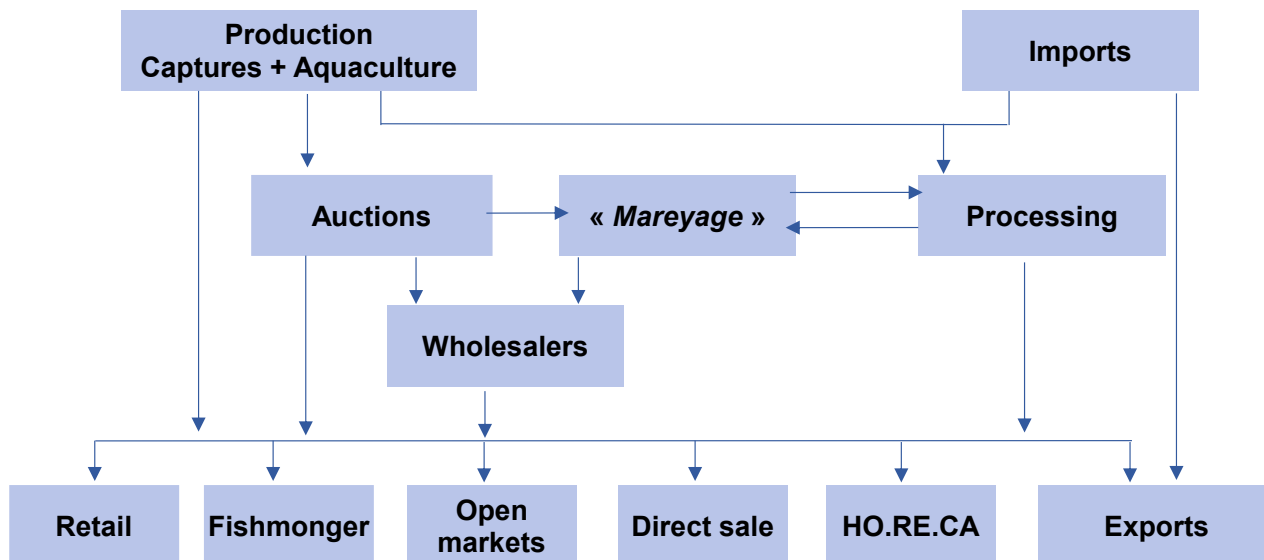 Production
Captures + Aquaculture
Imports
Auctions
« Mareyage »
Processing
Wholesalers
Retail
Fishmonger
Open
markets
Direct sale
HO.RE.CA
Exports